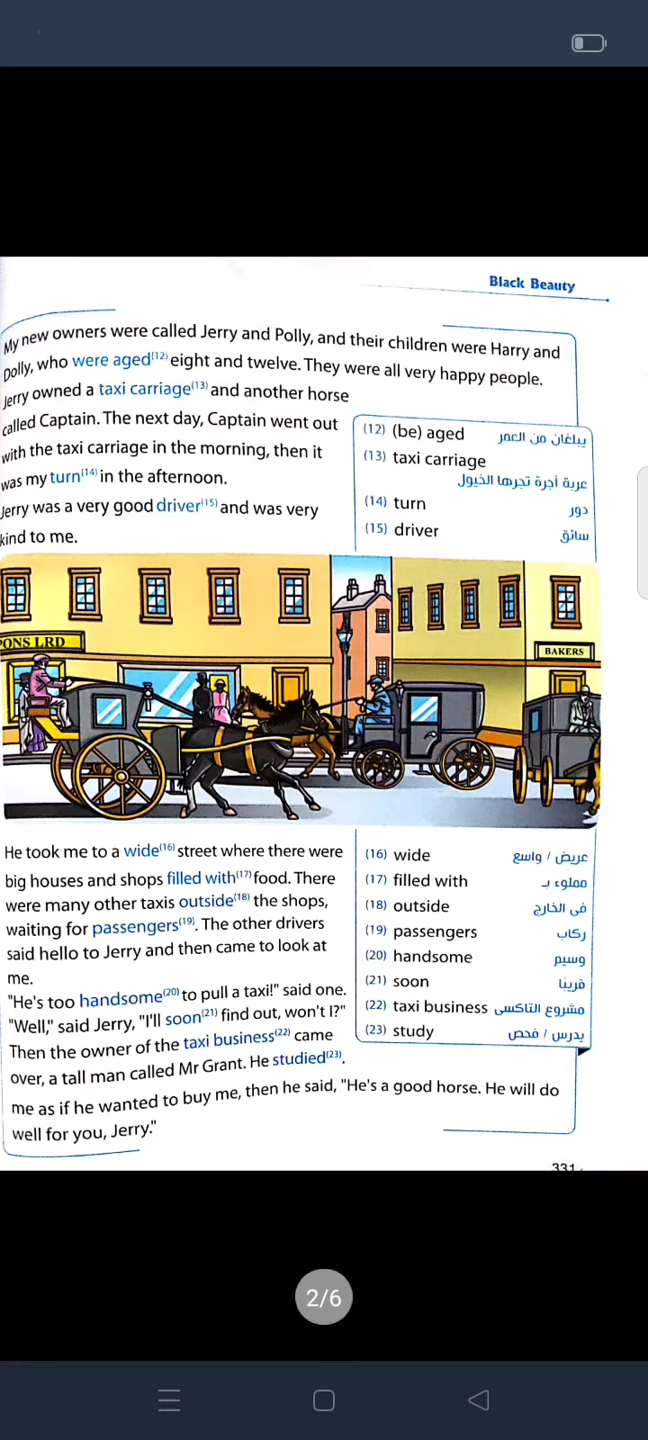 Black Beauty
My new owners were called Jerry and Polly, and their children were Harry and
Dolly, who were aged(12) eight and twelve. They were all very happy people.
Jerry owned a taxi carriage(13) and another horse
called Captain. The next day, Captain went out
with the taxi carriage in the morning, then it
was my turn(14) in the afternoon.
Jerry was a very good driver(15) and was very
kind to me.
(12) (be) aged يبلغان من العمر
(13) taxi carriage
عربة أجرة تجرها الخيول
(14) turn دور
(15) driver سائق
PONS LRD
BAKERS
He took me to a wide(16) street where there were
big houses and shops filled with(17) food. There
were many other taxis outside(18) the shops,
waiting for passengers(19). The other drivers
said hello to Jerry and then came to look at
me.
"He's too handsome(20) to pull a taxi!" said one.
"Well," said Jerry, "I'll soon(21) find out, won't I?"
Then the owner of the taxi business(22) came
over, a tall man called Mr Grant. He studied(23).
me as if he wanted to buy me, then he said, "He's a good horse. He will do
well for you, Jerry."
(16) wide عريض / واسع
(17) filled with مملوء بـ
(18) outside فى الخارج
(19) passengers ركاب
(20) handsome وسيم
(21) soon قريبًا
(22) taxi business مشروع التاكسى
(23) study يدرس / فحص
331
2/6